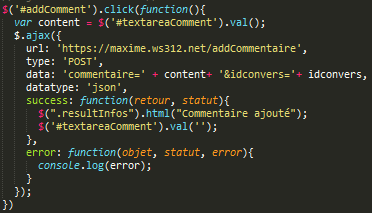 $('#addComment').click(function(){
var content = $('#textareaComment').val();
$.ajax({
url: 'https://maxime.ws312.net/addCommentaire',
type: 'POST',
data: 'commentaire=' + content+ '&idconvers='+ idconvers,
datatype: 'json',
success: function(retour, statut){
$(".resultInfos").html("Commentaire ajouté");
$('#textareaComment').val('');
},
error: function(objet, statut, error){
console.log(error);
}
});
})